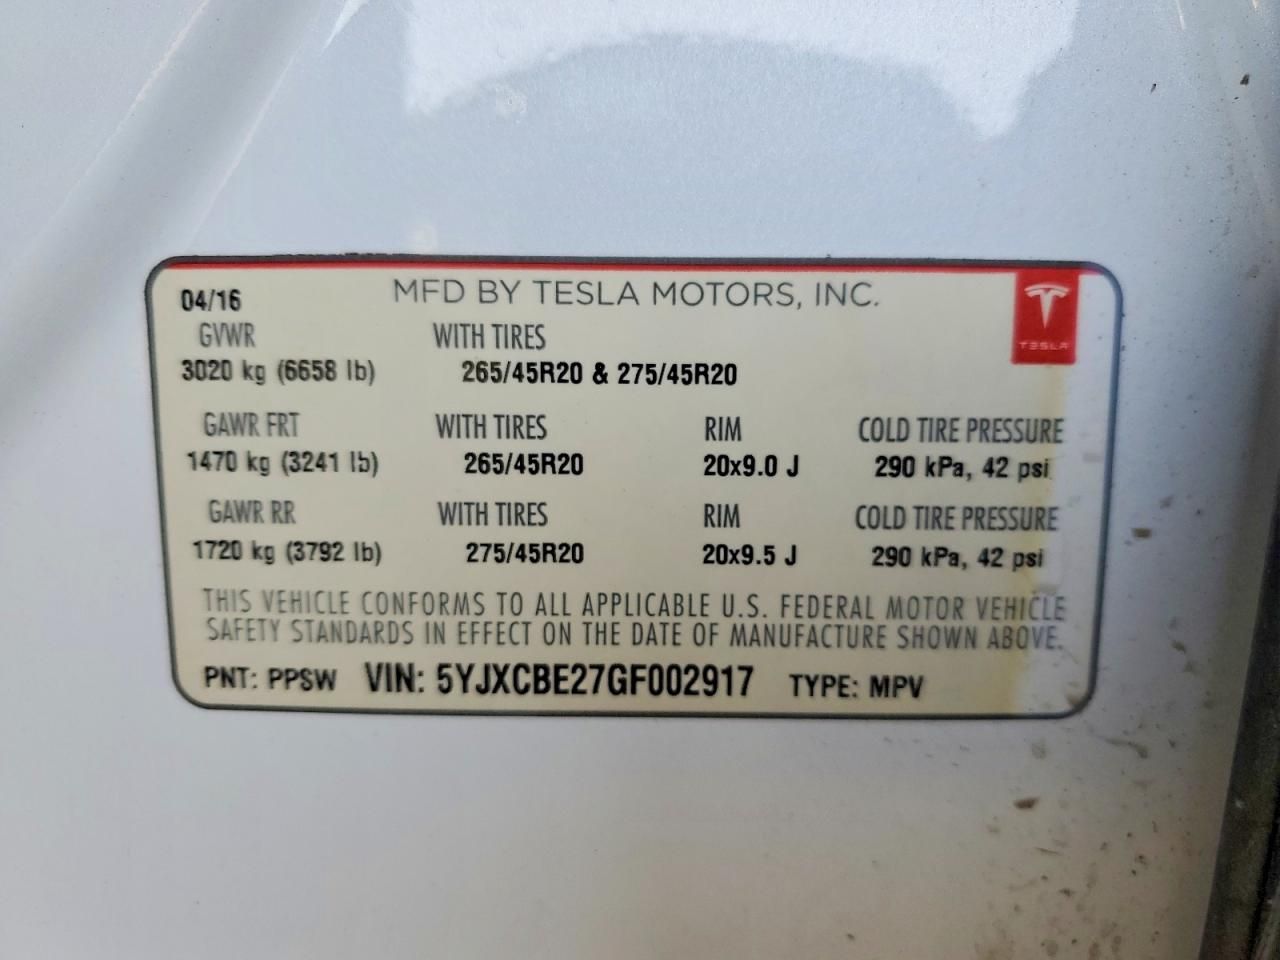 04/16 MFD BY TESLA MOTORS, INC.
TESLA
GVWR WITH TIRES
3020 kg (6658 lb) 265/45R20 & 275/45R20
GAWR FRT WITH TIRES RIM COLD TIRE PRESSURE
1470 kg (3241 lb) 265/45R20 20x9.0 J 290 kPa, 42 psi
GAWR RR WITH TIRES RIM COLD TIRE PRESSURE
1720 kg (3792 lb) 275/45R20 20x9.5 J 290 kPa, 42 psi
THIS VEHICLE CONFORMS TO ALL APPLICABLE U.S. FEDERAL MOTOR VEHICLE
SAFETY STANDARDS IN EFFECT ON THE DATE OF MANUFACTURE SHOWN ABOVE.
PNT: PPSW VIN: 5YJXCBE27GF002917 TYPE: MPV